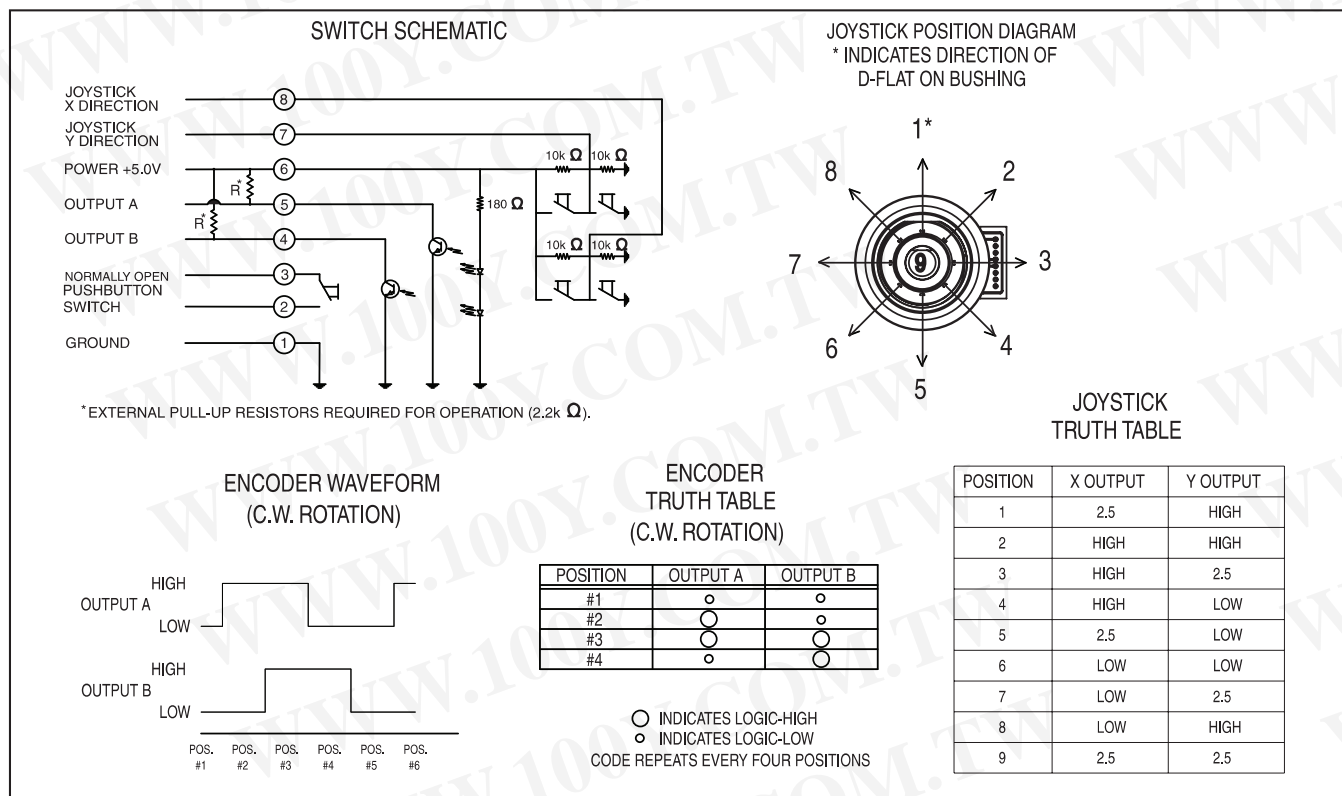 SWITCH SCHEMATIC
JOYSTICK
X DIRECTION
8
JOYSTICK
Y DIRECTION
7
POWER +5.0V
6
OUTPUT A
5
OUTPUT B
4
NORMALLY OPEN
PUSHBUTTON
SWITCH
3
2
GROUND
1
R*
R*
180 Ω
10k Ω 10k Ω
10k Ω 10k Ω
*EXTERNAL PULL-UP RESISTORS REQUIRED FOR OPERATION (2.2k Ω).
JOYSTICK POSITION DIAGRAM
* INDICATES DIRECTION OF
D-FLAT ON BUSHING
1*
2
3
4
5
6
7
8
9
ENCODER WAVEFORM
(C.W. ROTATION)
HIGH
OUTPUT A
LOW
HIGH
OUTPUT B
LOW
POS. POS. POS. POS. POS. POS.
#1 #2 #3 #4 #5 #6
ENCODER
TRUTH TABLE
(C.W. ROTATION)
POSITION OUTPUT A OUTPUT B
#1
#2
#3
#4
INDICATES LOGIC-HIGH
INDICATES LOGIC-LOW
CODE REPEATS EVERY FOUR POSITIONS
JOYSTICK
TRUTH TABLE
POSITION X OUTPUT Y OUTPUT
1 2.5 HIGH
2 HIGH HIGH
3 HIGH 2.5
4 HIGH LOW
5 2.5 LOW
6 LOW LOW
7 LOW 2.5
8 LOW HIGH
9 2.5 2.5
WWW.100Y.COM.TW